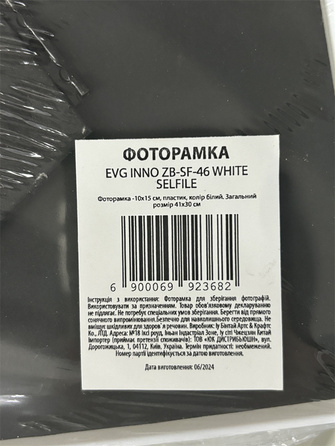 ФОТОРАМКА
EVG INNO ZB-SF-46 WHITE
SELFILE
Фоторамка -10x15 см, пластик, колір білий. Загальний
розмір 41x30 см
6 900069 923682
Інструкція з використання: Фоторамка для зберігання фотографій.
Використовувати за призначенням. Товар обов'язковому декларуванню
не підлягає. Не потребує спеціальних умов зберігання. Берегти від прямого
сонячного випромінювання.Безпечно для навколишнього середовища. Не
вміщує шкідливих для здоров'я речовин. Виробник: Іу Бінтай Артс & Крафтс
Ко., ЛТД. Адреса: №18 Інсі роуд, Іньан Індастріал Зоне, Іу сіті Чжецзян Китай
Імпортер (приймає претензії споживачів): ТОВ «ЮК ДИСТРИБЬЮШН», вул.
Дорогожицька, 1, 04112, Київ, Україна. Термін придатності: необмежений.
Номер партії ідентифікується за датою виготовлення.
Дата виготовлення: 06/2024